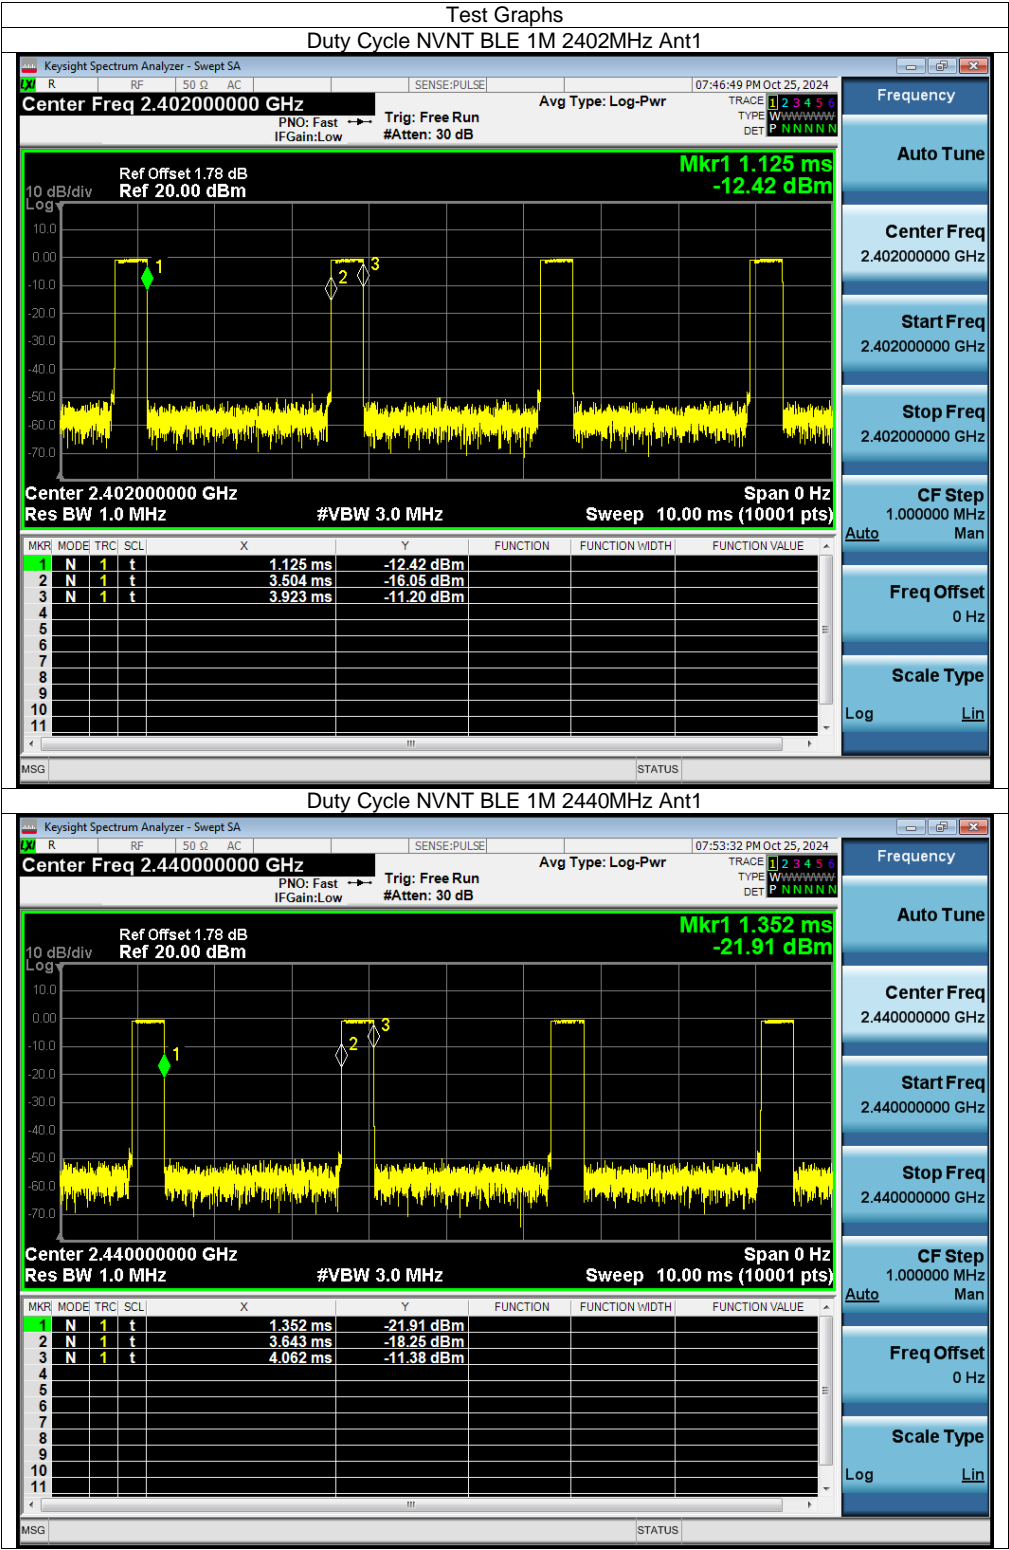 Test Graphs
Duty Cycle NVNT BLE 1M 2402MHz Ant1
Keysight Spectrum Analyzer - Swept SA
LXI R RF 50 Ω AC SENSE:PULSE 07:46:49 PM Oct 25, 2024
Center Freq 2.402000000 GHz
PNO: Fast
IFGain:Low
Trig: Free Run
#Atten: 30 dB
Avg Type: Log-Pwr
TRACE 1 2 3 4 5 6
TYPE WWWWWW
DET P N N N N N
Ref Offset 1.78 dB
10 dB/div Ref 20.00 dBm
Log
Mkr1 1.125 ms
-12.42 dBm
10.0
0.00
-10.0
-20.0
-30.0
-40.0
-50.0
-60.0
-70.0
1
2
3
Center 2.402000000 GHz Span 0 Hz
Res BW 1.0 MHz #VBW 3.0 MHz Sweep 10.00 ms (10001 pts)
MKR MODE TRC SCL X Y FUNCTION FUNCTION WIDTH FUNCTION VALUE
1 N 1 t 1.125 ms -12.42 dBm
2 N 1 t 3.504 ms -16.05 dBm
3 N 1 t 3.923 ms -11.20 dBm
4
5
6
7
8
9
10
11
MSG STATUS
Frequency
Auto Tune
Center Freq
2.402000000 GHz
Start Freq
2.402000000 GHz
Stop Freq
2.402000000 GHz
CF Step
1.000000 MHz
Auto Man
Freq Offset
0 Hz
Scale Type
Log Lin
Duty Cycle NVNT BLE 1M 2440MHz Ant1
Keysight Spectrum Analyzer - Swept SA
LXI R RF 50 Ω AC SENSE:PULSE 07:53:32 PM Oct 25, 2024
Center Freq 2.440000000 GHz
PNO: Fast
IFGain:Low
Trig: Free Run
#Atten: 30 dB
Avg Type: Log-Pwr
TRACE 1 2 3 4 5 6
TYPE WWWWWW
DET P N N N N N
Ref Offset 1.78 dB
10 dB/div Ref 20.00 dBm
Log
Mkr1 1.352 ms
-21.91 dBm
10.0
0.00
-10.0
-20.0
-30.0
-40.0
-50.0
-60.0
-70.0
1
2
3
Center 2.440000000 GHz Span 0 Hz
Res BW 1.0 MHz #VBW 3.0 MHz Sweep 10.00 ms (10001 pts)
MKR MODE TRC SCL X Y FUNCTION FUNCTION WIDTH FUNCTION VALUE
1 N 1 t 1.352 ms -21.91 dBm
2 N 1 t 3.643 ms -18.25 dBm
3 N 1 t 4.062 ms -11.38 dBm
4
5
6
7
8
9
10
11
MSG STATUS
Frequency
Auto Tune
Center Freq
2.440000000 GHz
Start Freq
2.440000000 GHz
Stop Freq
2.440000000 GHz
CF Step
1.000000 MHz
Auto Man
Freq Offset
0 Hz
Scale Type
Log Lin